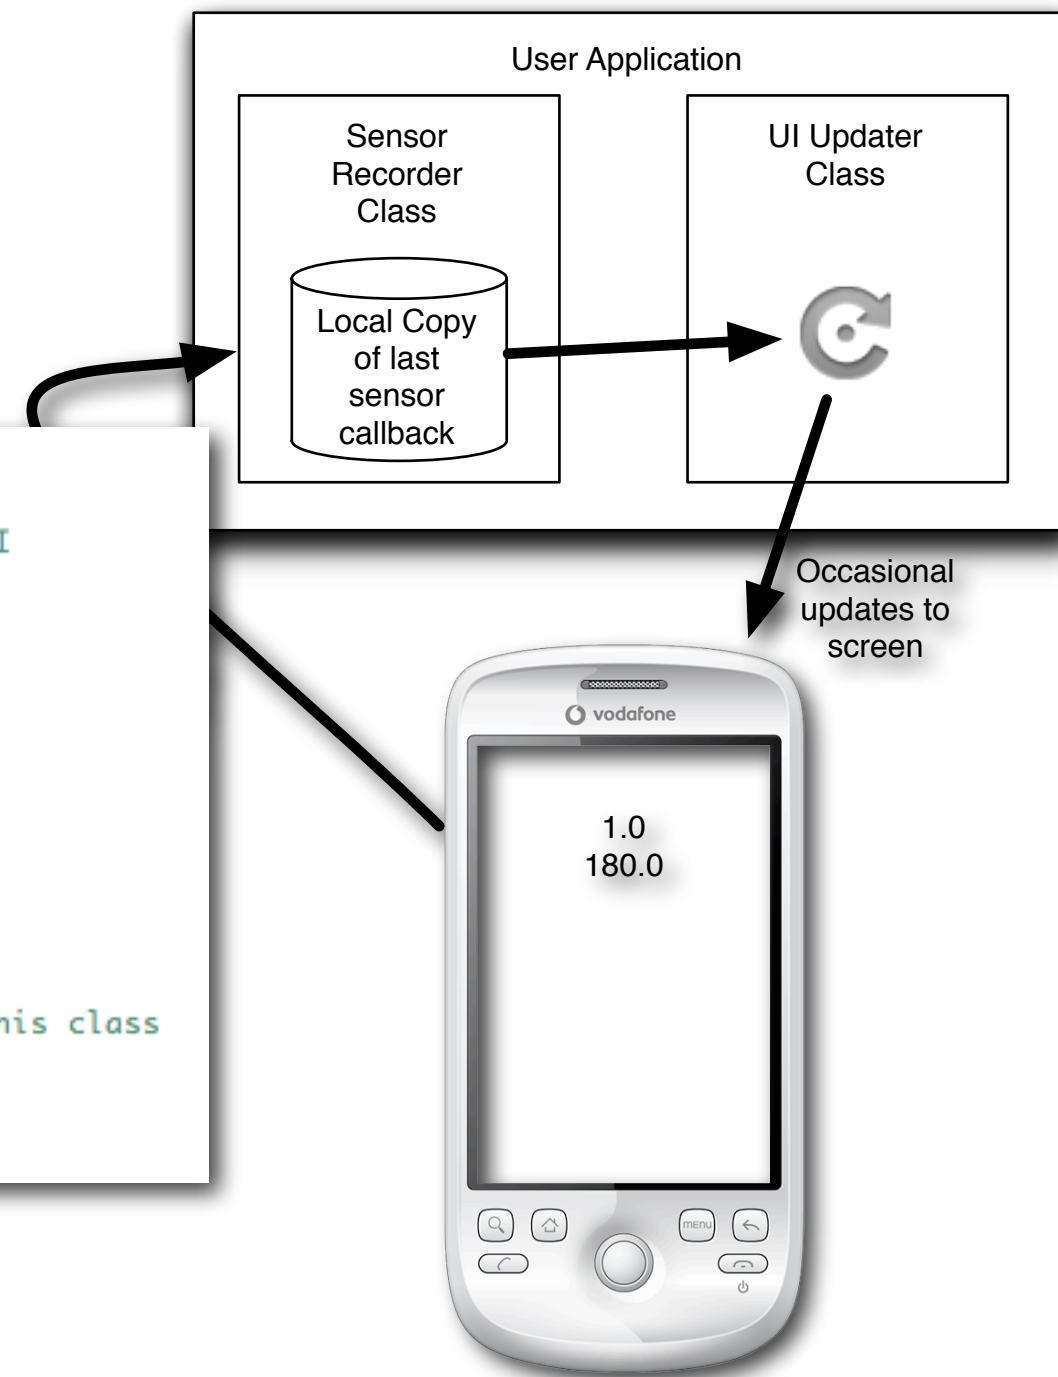 User Application
Sensor
Recorder
Class
Local Copy
of last
sensor
callback
UI Updater
Class
Occasional
updates to
screen
vodafone
1.0
180.0
MENU
I
his class